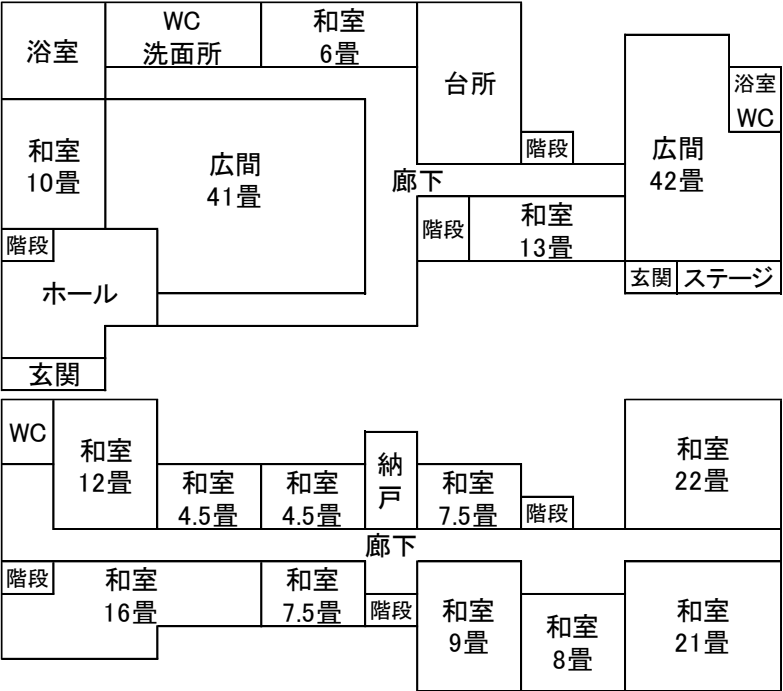 浴室
WC
洗面所
和室
6畳
台所
浴室
WC
和室
10畳
広間
41畳
階段
広間
42畳
廊下
階段
和室
13畳
階段
ホール
玄関
ステージ
玄関
WC
和室
12畳
和室
4.5畳
和室
4.5畳
納
戸
和室
7.5畳
階段
和室
22畳
廊下
階段
和室
16畳
和室
7.5畳
階段
和室
9畳
和室
8畳
和室
21畳